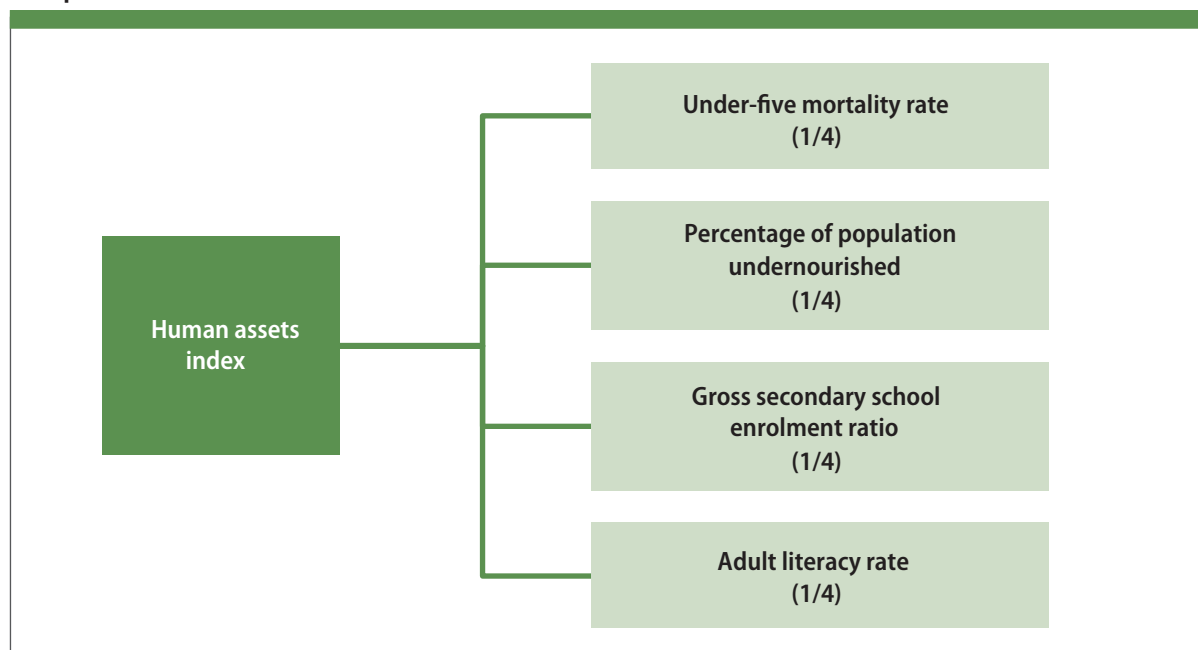 Human assets
index
Under-five mortality rate
(1/4)
Percentage of population
undernourished
(1/4)
Gross secondary school
enrolment ratio
(1/4)
Adult literacy rate
(1/4)